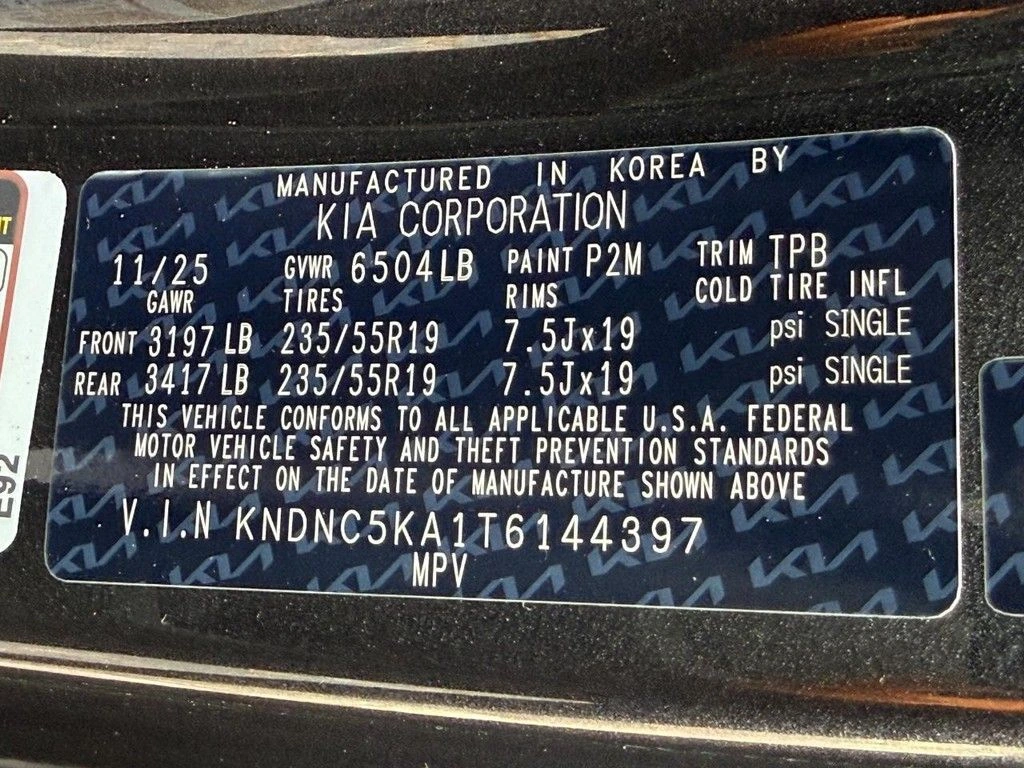 MANUFACTURED IN KOREA BY
KIA CORPORATION
11/25 GVWR 6504LB PAINT P2M TRIM TPB
GAWR TIRES RIMS COLD TIRE INFL
FRONT 3197 LB 235/55R19 7.5Jx19 psi SINGLE
REAR 3417 LB 235/55R19 7.5Jx19 psi SINGLE
THIS VEHICLE CONFORMS TO ALL APPLICABLE U.S.A. FEDERAL
MOTOR VEHICLE SAFETY AND THEFT PREVENTION STANDARDS
IN EFFECT ON THE DATE OF MANUFACTURE SHOWN ABOVE
V.I.N KNDNC5KA1T6144397
MPV
E92